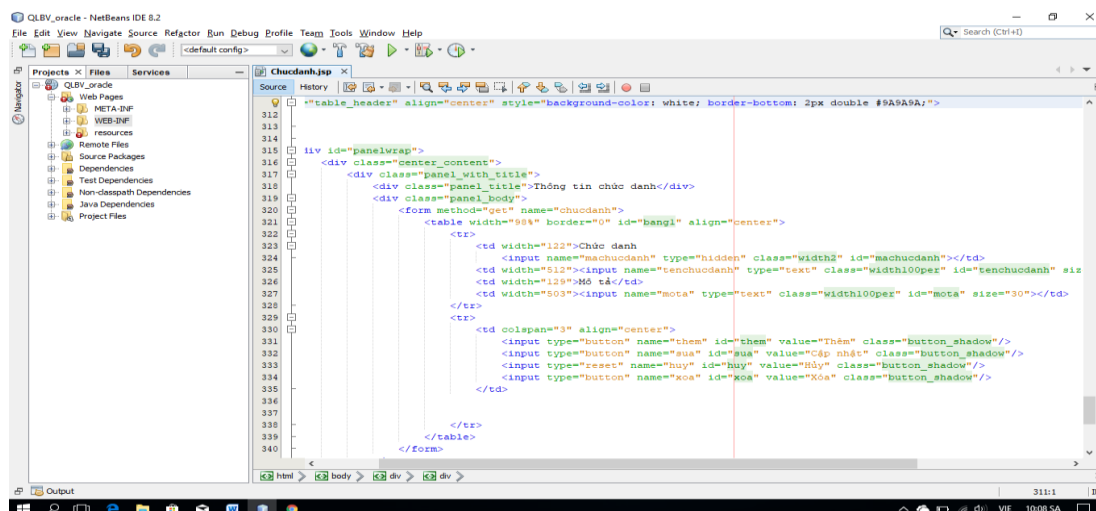 QLBV_oracle - NetBeans IDE 8.2
File Edit View Navigate Source Refactor Run Debug Profile Team Tools Window Help
Search (Ctrl+I)
<default config>
Projects Files Services
Navigator
QLBV_oracle
Web Pages
META-INF
WEB-INF
resources
Remote Files
Source Packages
Dependencies
Test Dependencies
Non-classpath Dependencies
Java Dependencies
Project Files
Chucdanh.jsp
Source History
"table_header" align="center" style="background-color: white; border-bottom: 2px double #9A9A9A;">
312
313
314
315 iv id="panelwrap">
316 <div class="center_content">
317 <div class="panel_with_title">
318 <div class="panel_title">Thông tin chức danh</div>
319 <div class="panel_body">
320 <form method="get" name="chucdanh">
321 <table width="98%" border="0" id="bang1" align="center">
322 <tr>
323 <td width="122">Chức danh
324 <input name="machucdanh" type="hidden" class="width2" id="machucdanh"></td>
325 <td width="512"><input name="tenchucdanh" type="text" class="width100per" id="tenchucdanh" siz
326 <td width="129">Mô tả</td>
327 <td width="503"><input name="mota" type="text" class="width100per" id="mota" size="30"></td>
328 </tr>
329 <tr>
330 <td colspan="3" align="center">
331 <input type="button" name="them" id="them" value="Thêm" class="button_shadow"/>
332 <input type="button" name="sua" id="sua" value="Cập nhật" class="button_shadow"/>
333 <input type="reset" name="huy" id="huy" value="Hủy" class="button_shadow"/>
334 <input type="button" name="xoa" id="xoa" value="Xóa" class="button_shadow"/>
335 </td>
336
337
338 </tr>
339 </table>
340 </form>
html body div div
Output
311:1
VIE 10:08 SA